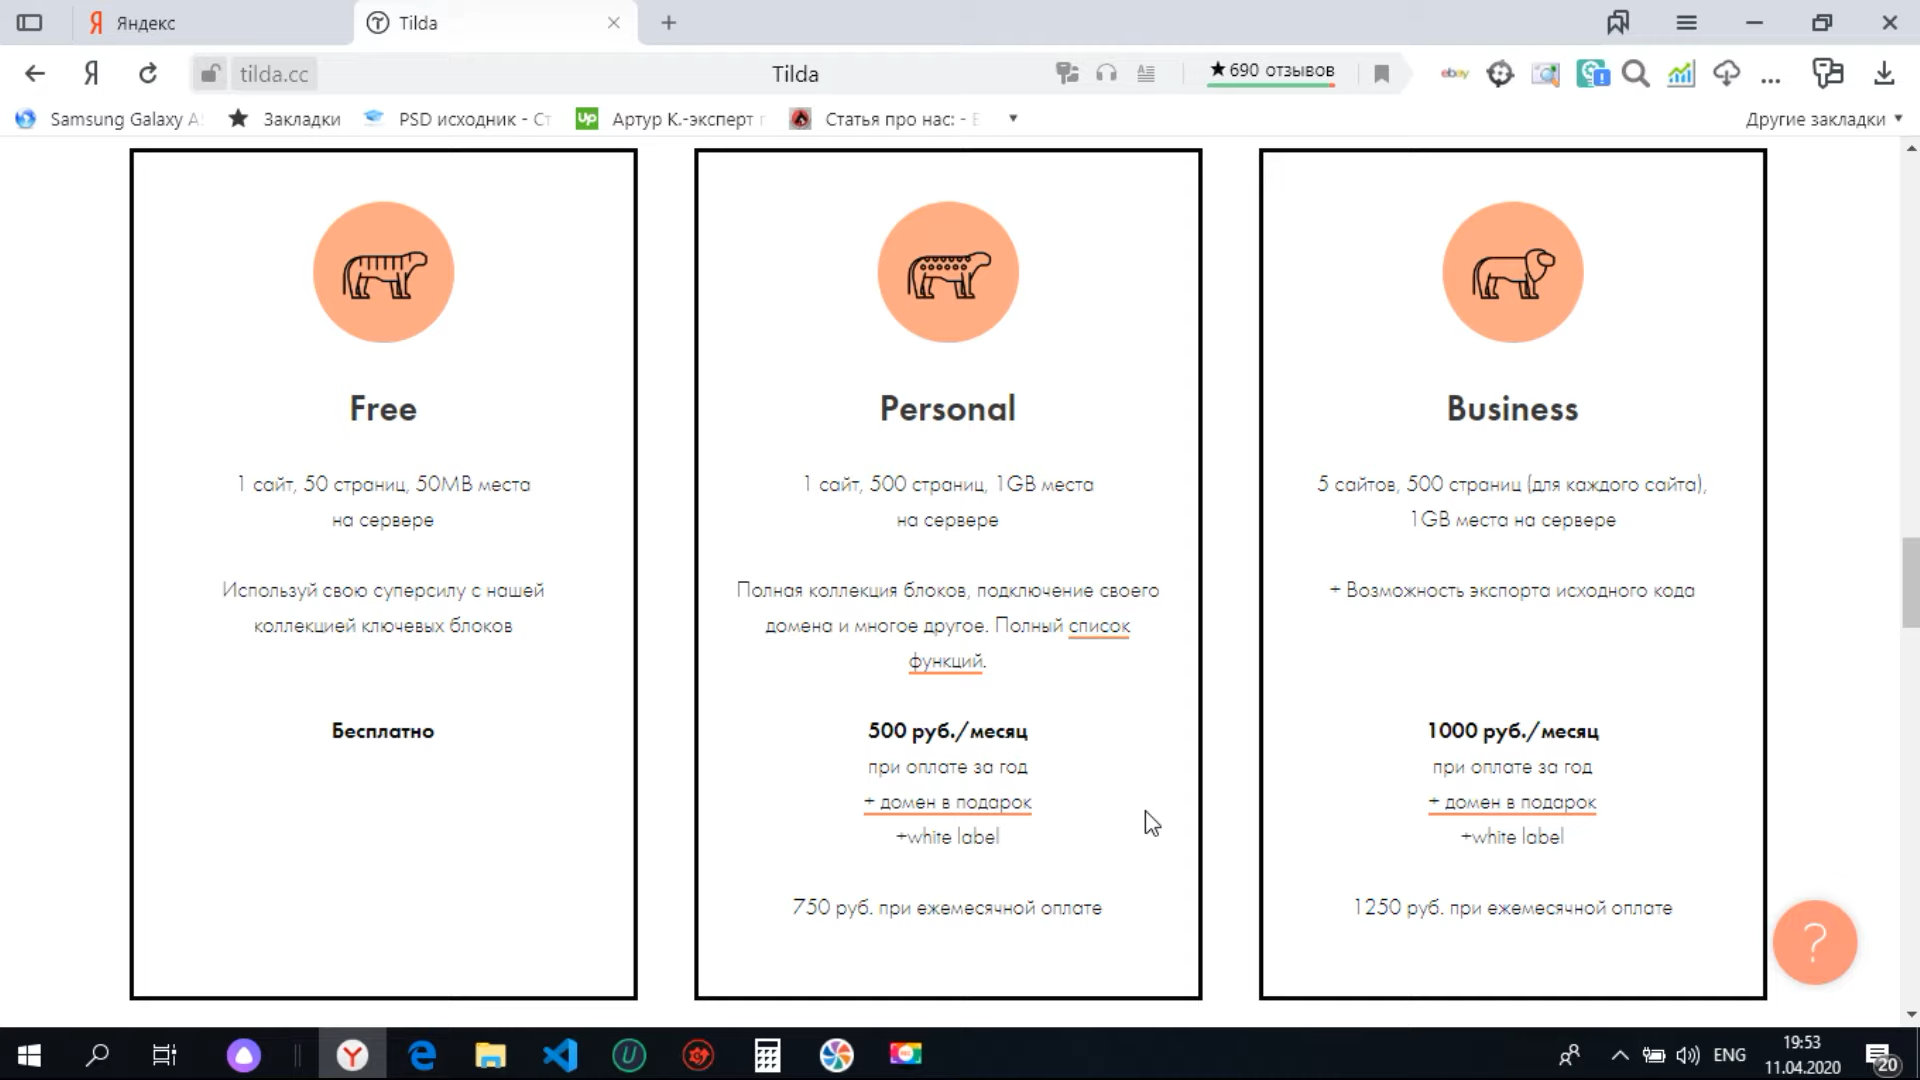 Яндекс
Tilda
tilda.cc
Tilda
★690 отзывов
ebay
Samsung Galaxy A
Закладки
PSD исходник - Ст
Up
Артур К.-эксперт
Статья про нас: -
Другие закладки
Free
1 сайт, 50 страниц, 50MB места
на сервере
Используй свою суперсилу с нашей
коллекцией ключевых блоков
Бесплатно
Personal
1 сайт, 500 страниц, 1GB места
на сервере
Полная коллекция блоков, подключение своего
домена и многое другое. Полный список
функций.
500 руб./месяц
при оплате за год
+ домен в подарок
+white label
750 руб. при ежемесячной оплате
Business
5 сайтов, 500 страниц (для каждого сайта),
1GB места на сервере
+ Возможность экспорта исходного кода
1000 руб./месяц
при оплате за год
+ домен в подарок
+white label
1250 руб. при ежемесячной оплате
?
ENG
19:53
11.04.2020
20